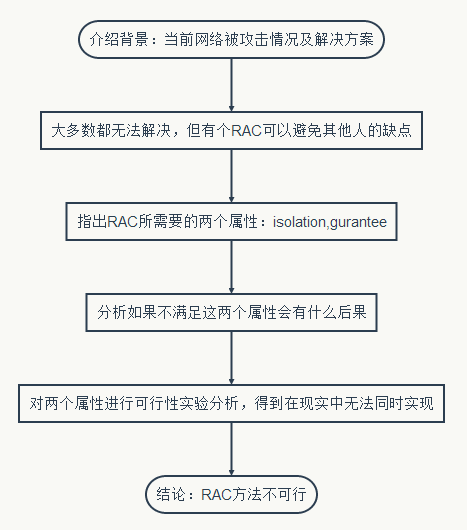 介绍背景：当前网络被攻击情况及解决方案
大多数都无法解决，但有个RAC可以避免其他人的缺点
指出RAC所需要的两个属性：isolation,gurantee
分析如果不满足这两个属性会有什么后果
对两个属性进行可行性实验分析，得到在现实中无法同时实现
结论：RAC方法不可行